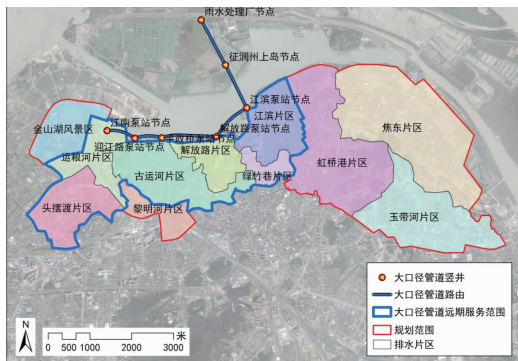 雨水处理厂节点
征润州上岛节点
江滨泵站节点
江滨片区
江南泵站节点
焦东片区
金山湖风景区
解放路泵站节点
迎江路泵站节点
泵站节点
解放路片区
运粮河片区
虹桥港片区
古运河片区
绿竹巷片区
头摆渡片区
黎明河片区
玉带河片区
大口径管道竖井
大口径管道路由
大口径管道远期服务范围
规划范围
排水片区
N
米
0 500 1000 2000 3000